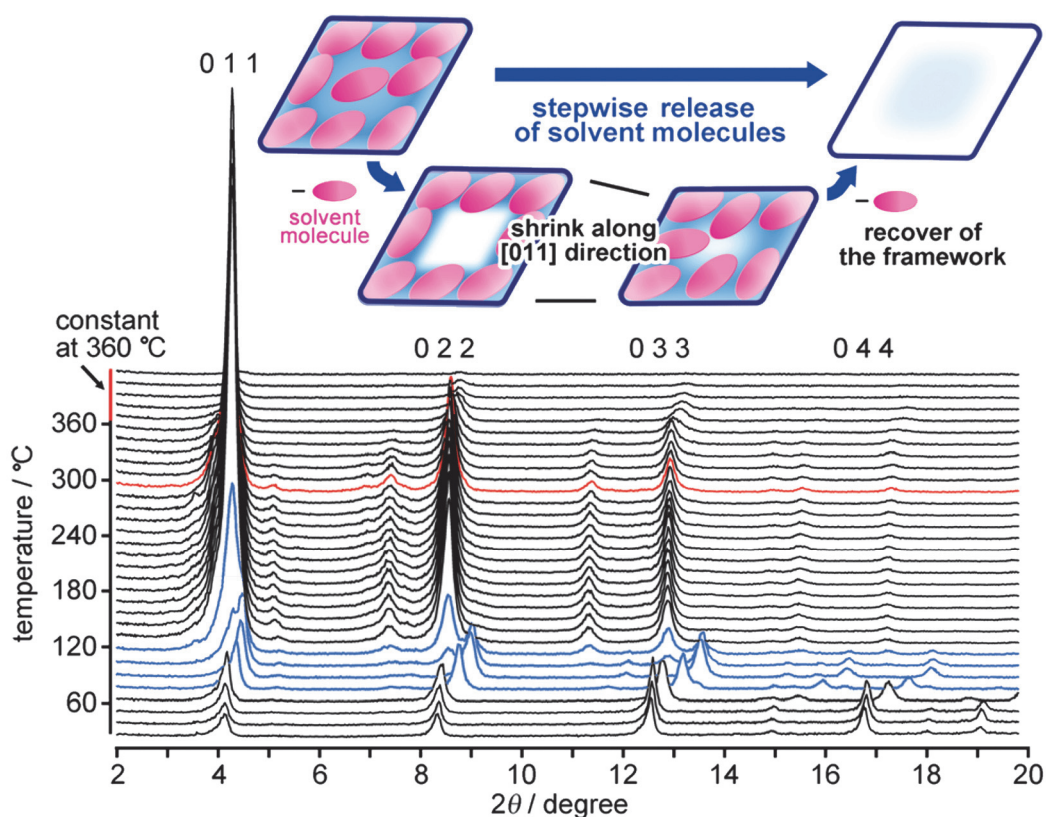 0 1 1
stepwise release
of solvent molecules
–
solvent
molecule
shrink along
[011] direction
–
recover of
the framework
constant
at 360 °C
0 2 2
0 3 3
0 4 4
360
300
240
180
120
60
temperature / °C
2 4 6 8 10 12 14 16 18 20
2θ / degree